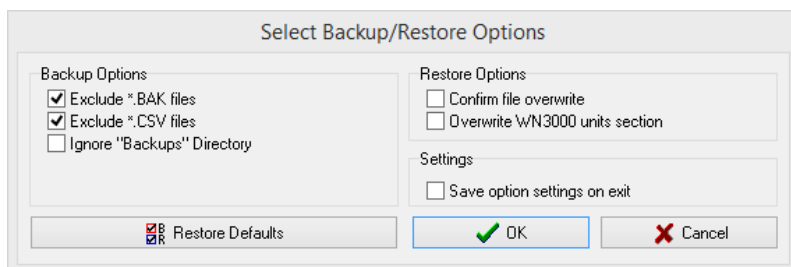 Select Backup/Restore Options
Backup Options
Exclude *.BAK files
Exclude *.CSV files
Ignore "Backups" Directory
Restore Options
Confirm file overwrite
Overwrite WN3000 units section
Settings
Save option settings on exit
B
R
Restore Defaults
OK
Cancel